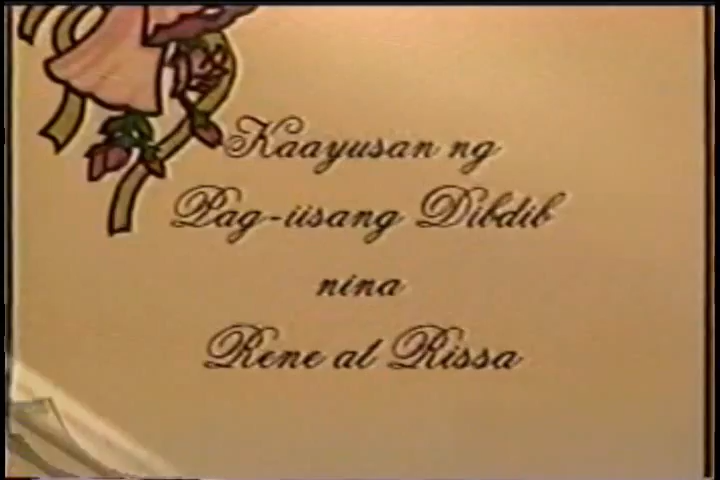 Kaayusan ng
Pag-iisang Dibdib
nina
Rene at Rissa